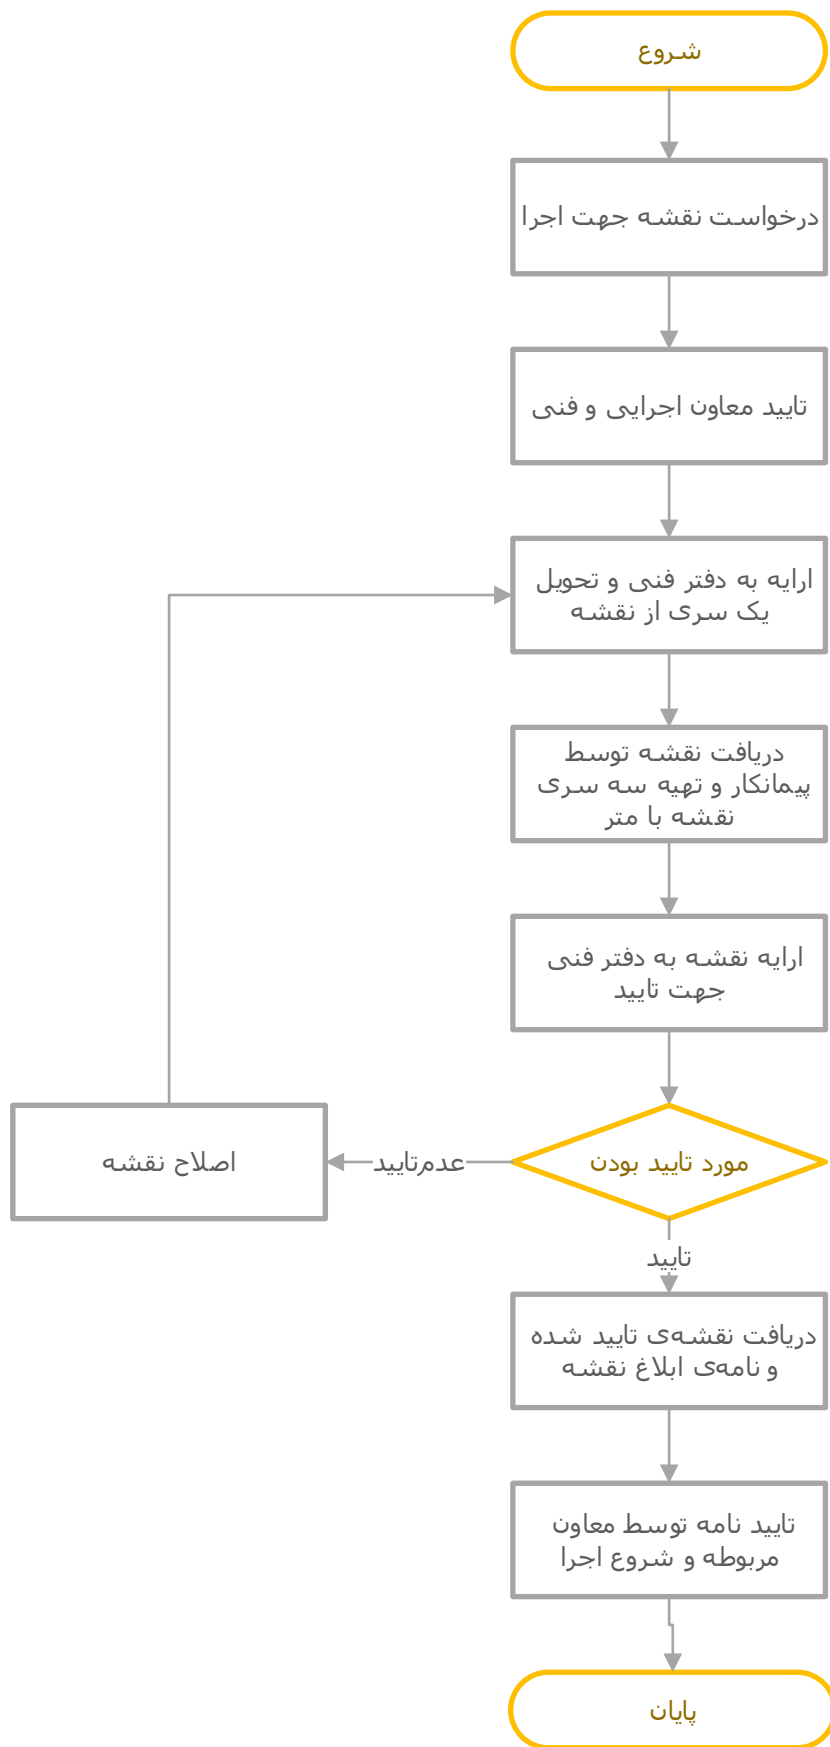 شروع
درخواست نقشه جهت اجرا
تایید معاون اجرایی و فنی
ارایه به دفتر فنی و تحویل
یک سری از نقشه
دریافت نقشه توسط
پیمانکار و تهیه سه سری
نقشه با متر
ارایه نقشه به دفتر فنی
جهت تایید
مورد تایید بودن
عدم‌تایید
اصلاح نقشه
تایید
دریافت نقشه‌ی تایید شده
و نامه‌ی ابلاغ نقشه
تایید نامه توسط معاون
مربوطه و شروع اجرا
پایان